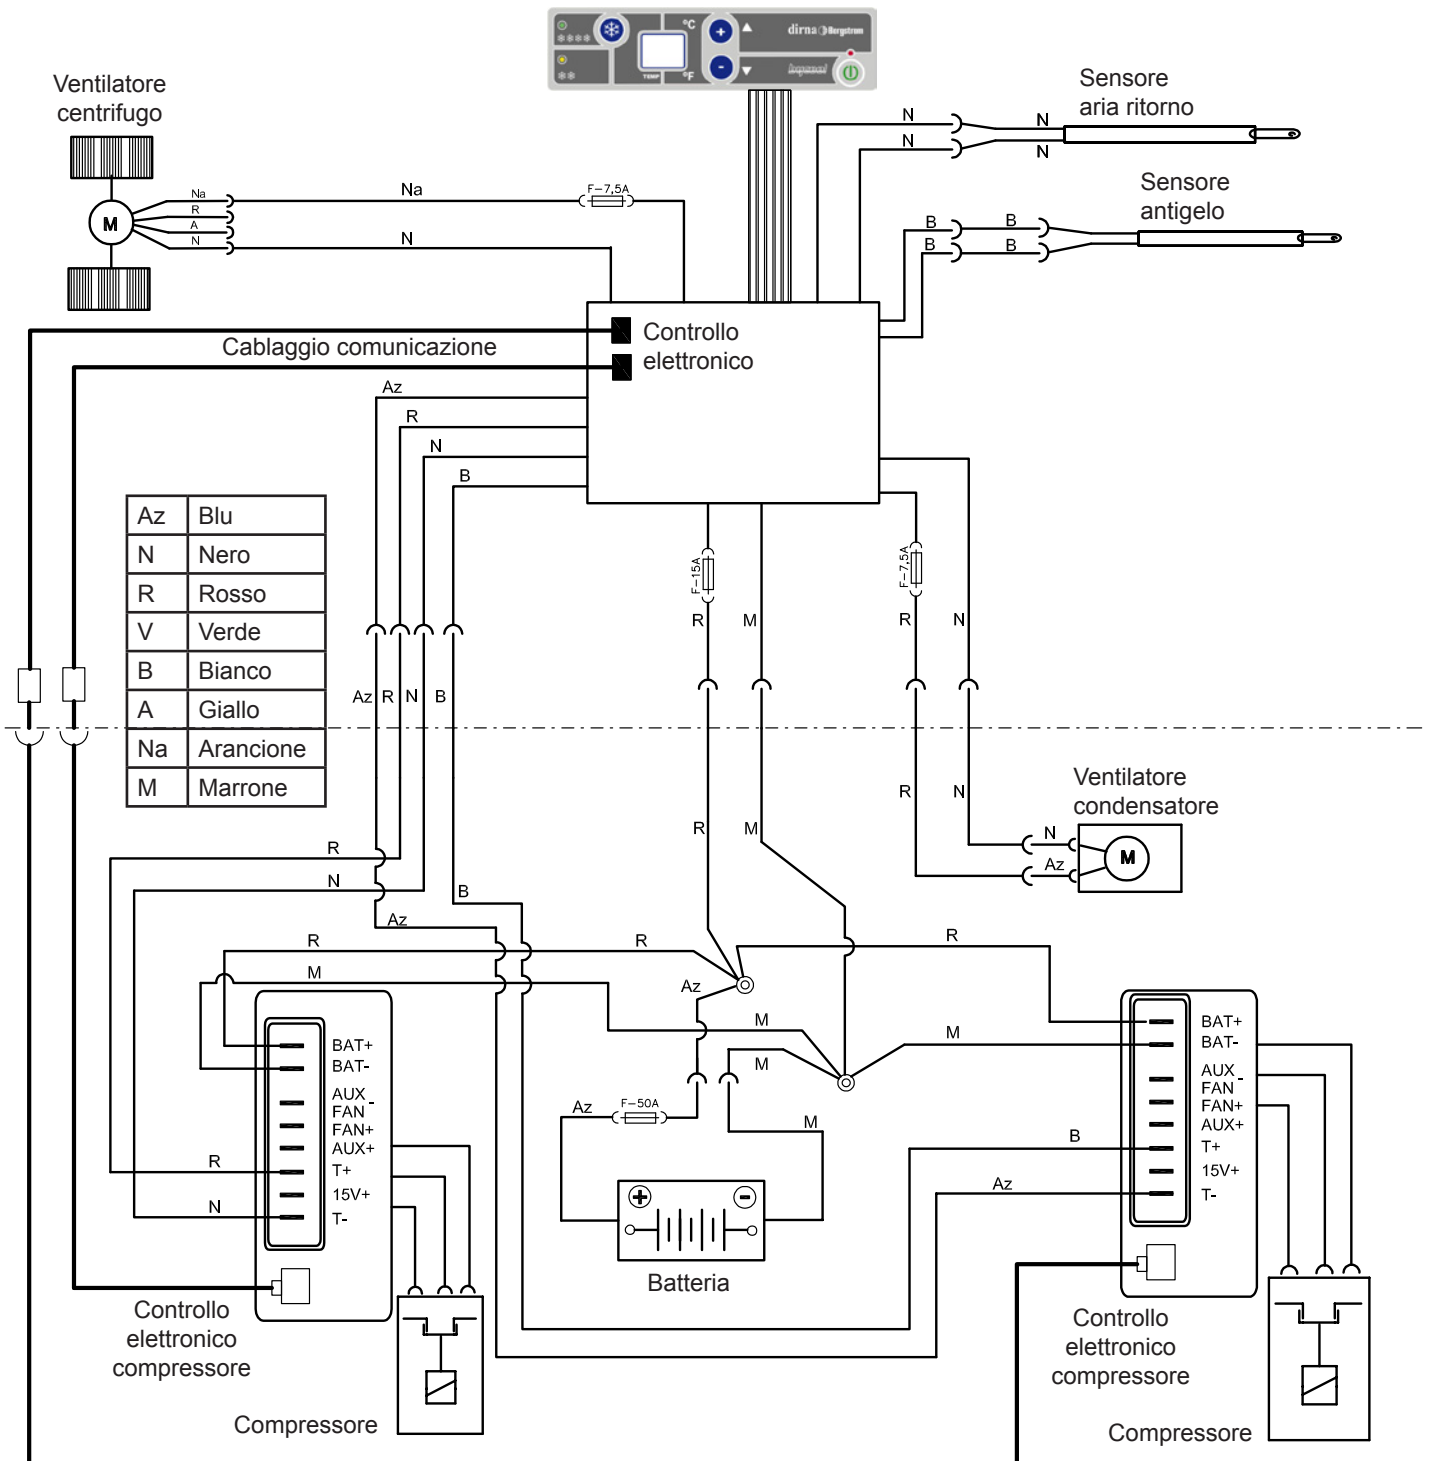 °C
°F
TEMP
+
-
dirna Bergstrom
Ventilatore
centrifugo
M
Na
R
A
N
Na
N
F-7,5A
N
N
N
N
Sensore
aria ritorno
Sensore
antigelo
B
B
B
B
Controllo
elettronico
Cablaggio comunicazione
Az
R
N
B
Az Blu
N Nero
R Rosso
V Verde
B Bianco
A Giallo
Na Arancione
M Marrone
F-15A
F-7,5A
R
M
R
N
Az
R
N
B
R
M
R
N
Ventilatore
condensatore
N
Az
M
R
N
B
Az
R
R
R
M
Az
M
M
M
BAT+
BAT-
AUX
FAN -
FAN+
AUX+
T+
15V+
T-
R
N
Az
F-50A
M
+
-
Batteria
B
Az
BAT+
BAT-
AUX
FAN -
FAN+
AUX+
T+
15V+
T-
Controllo
elettronico
compressore
Compressore
Controllo
elettronico
compressore
Compressore